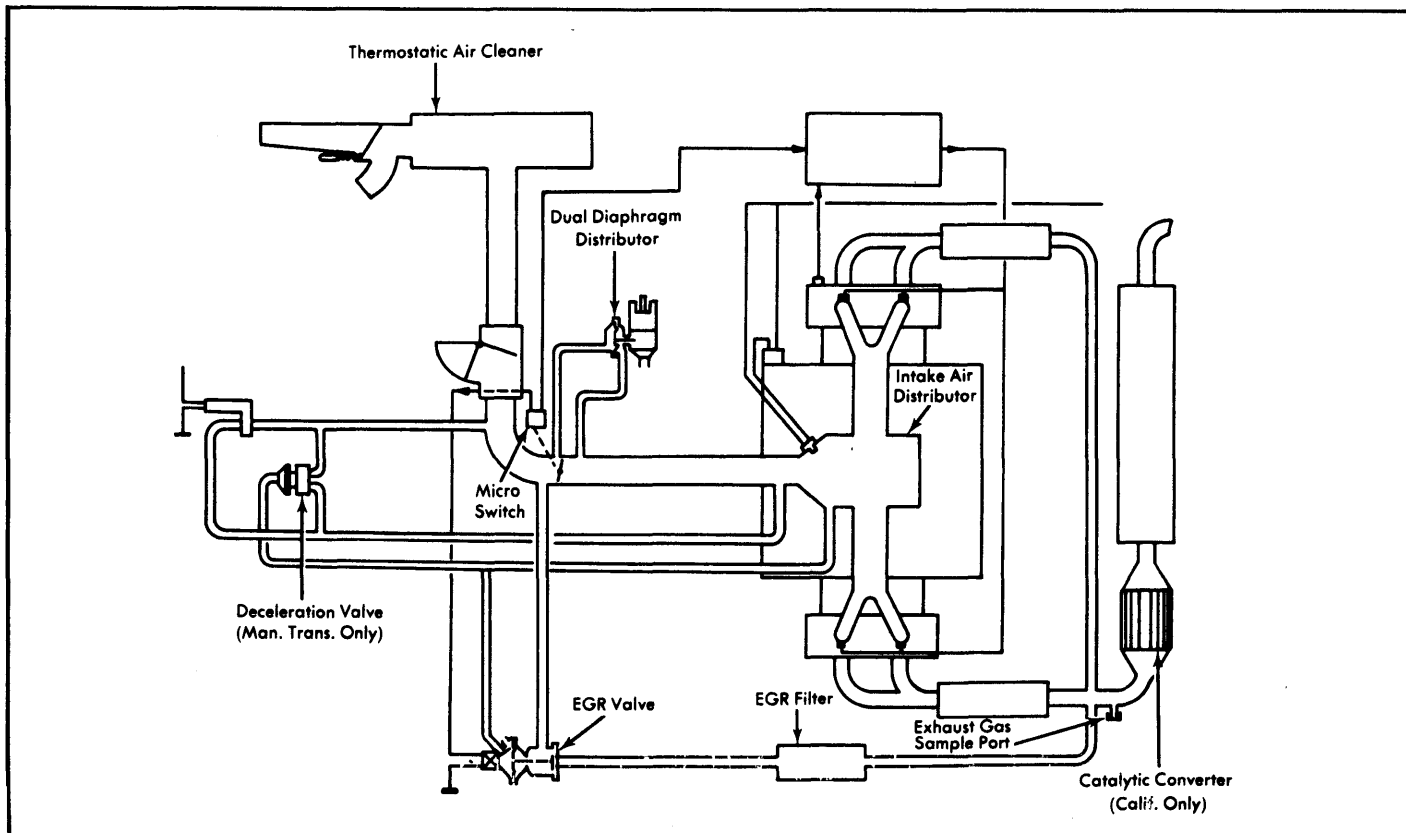 Thermostatic Air Cleaner
Dual Diaphragm
Distributor
Intake Air
Distributor
Micro
Switch
Deceleration Valve
(Man. Trans. Only)
EGR Valve
EGR Filter
Exhaust Gas
Sample Port
Catalytic Converter
(Calif. Only)